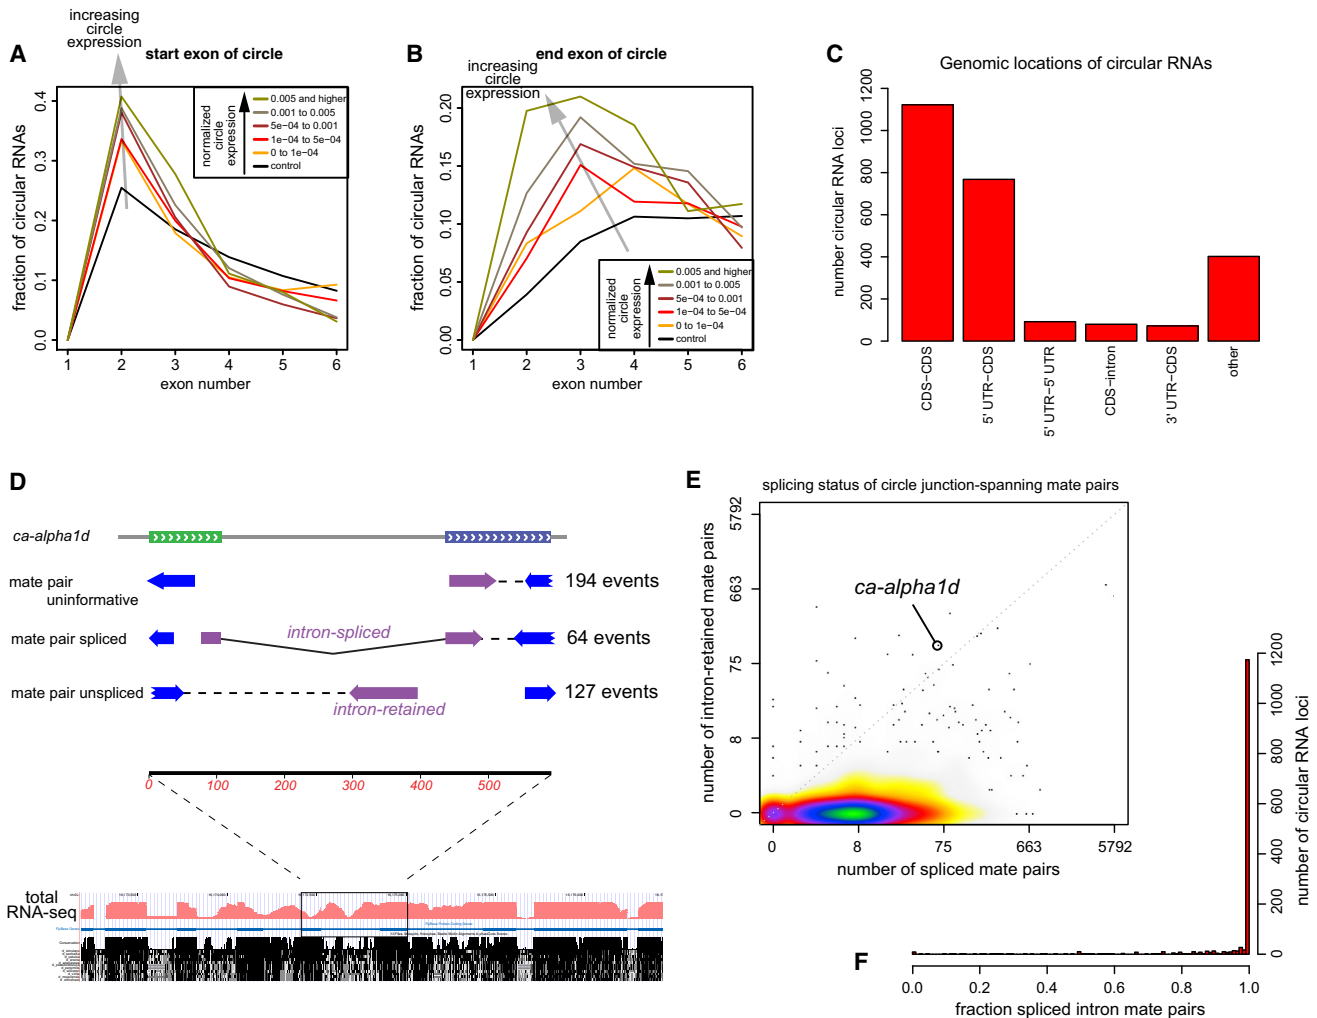 increasing
circle
expression
A
start exon of circle
fraction of circular RNAs
0.0
0.1
0.2
0.3
0.4
normalized
circle
expression
0.005 and higher
0.001 to 0.005
5e−04 to 0.001
1e−04 to 5e−04
0 to 1e−04
control
1 2 3 4 5 6
exon number
B
end exon of circle
increasing
circle
expression
fraction of circular RNAs
0.00
0.05
0.10
0.15
0.20
normalized
circle
expression
0.005 and higher
0.001 to 0.005
5e−04 to 0.001
1e−04 to 5e−04
0 to 1e−04
control
1 2 3 4 5 6
exon number
C
Genomic locations of circular RNAs
number circular RNA loci
0
200
400
600
800
1000
1200
CDS−CDS
5' UTR−CDS
5' UTR−5' UTR
CDS−intron
3' UTR−CDS
other
D
ca-alpha1d
mate pair
uninformative
194 events
mate pair spliced
intron-spliced
64 events
mate pair unspliced
intron-retained
127 events
0 100 200 300 400 500
total
RNA-seq
E
splicing status of circle junction-spanning mate pairs
number of intron-retained mate pairs
0
8
75
663
5792
ca-alpha1d
0 8 75 663 5792
number of spliced mate pairs
F
number of circular RNA loci
0
200
400
600
800
1000
1200
0.0 0.2 0.4 0.6 0.8 1.0
fraction spliced intron mate pairs